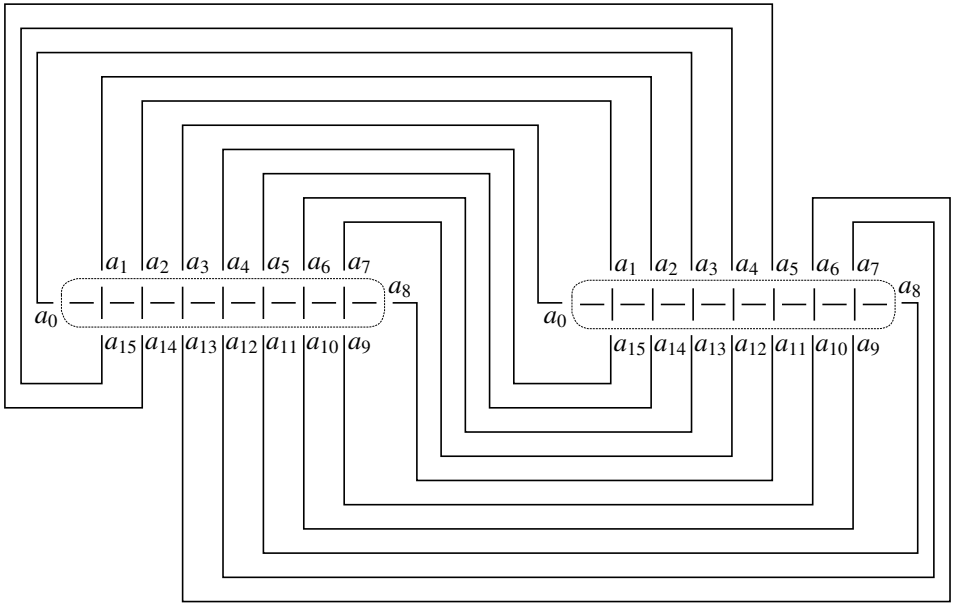 a₁ a₂ a₃ a₄ a₅ a₆ a₇ a₁ a₂ a₃ a₄ a₅ a₆ a₇
a₈ a₈
a₀ a₀
a₁₅ a₁₄ a₁₃ a₁₂ a₁₁ a₁₀ a₉ a₁₅ a₁₄ a₁₃ a₁₂ a₁₁ a₁₀ a₉